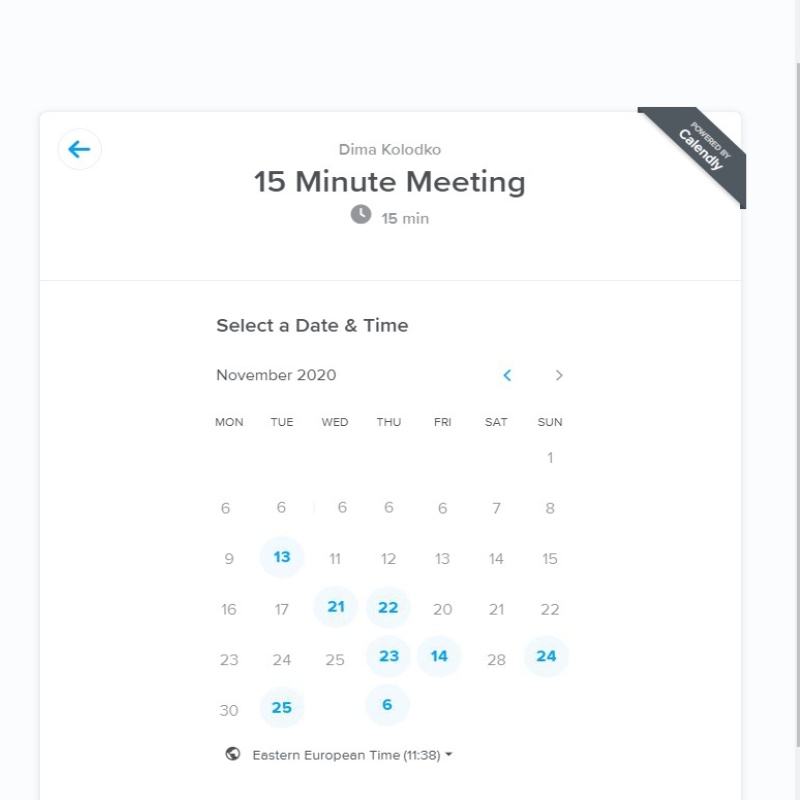 POWERED BY
Calendly
Dima Kolodko
15 Minute Meeting
15 min
Select a Date & Time
November 2020
MON TUE WED THU FRI SAT SUN
1
6 6 6 6 6 7 8
9 13 11 12 13 14 15
16 17 21 22 20 21 22
23 24 25 23 14 28 24
30 25 6
Eastern European Time (11:38)